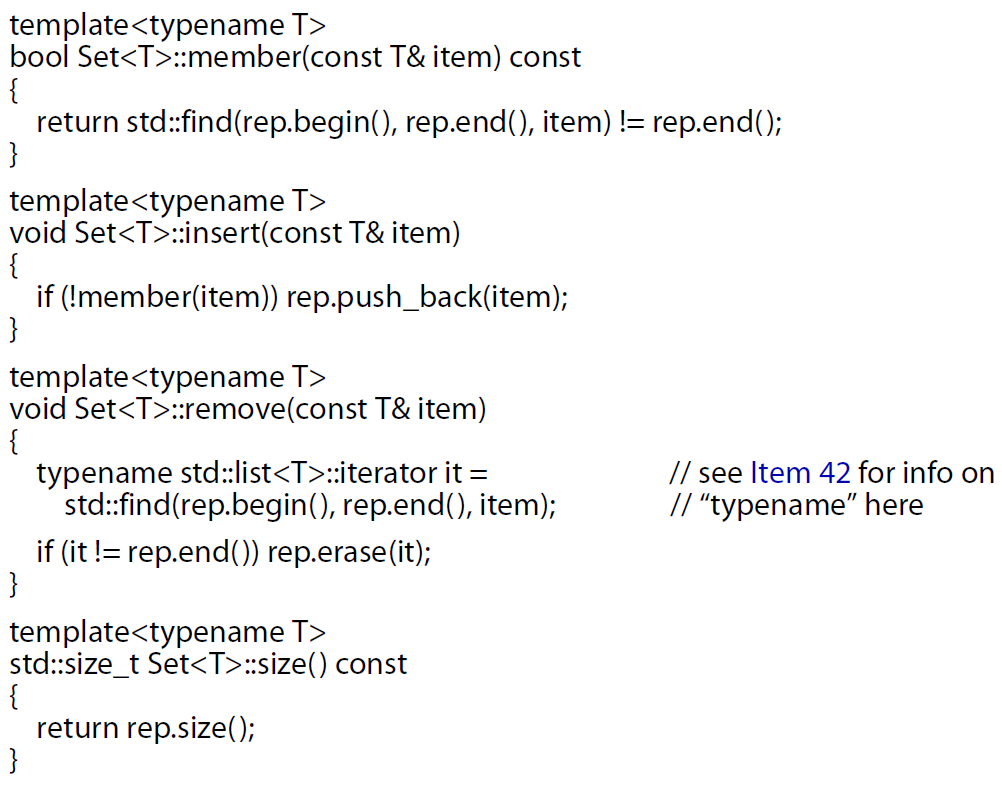 template<typename T>
bool Set<T>::member(const T& item) const
{
return std::find(rep.begin(), rep.end(), item) != rep.end();
}
template<typename T>
void Set<T>::insert(const T& item)
{
if (!member(item)) rep.push_back(item);
}
template<typename T>
void Set<T>::remove(const T& item)
{
typename std::list<T>::iterator it = // see Item 42 for info on
std::find(rep.begin(), rep.end(), item); // “typename” here
if (it != rep.end()) rep.erase(it);
}
template<typename T>
std::size_t Set<T>::size() const
{
return rep.size();
}